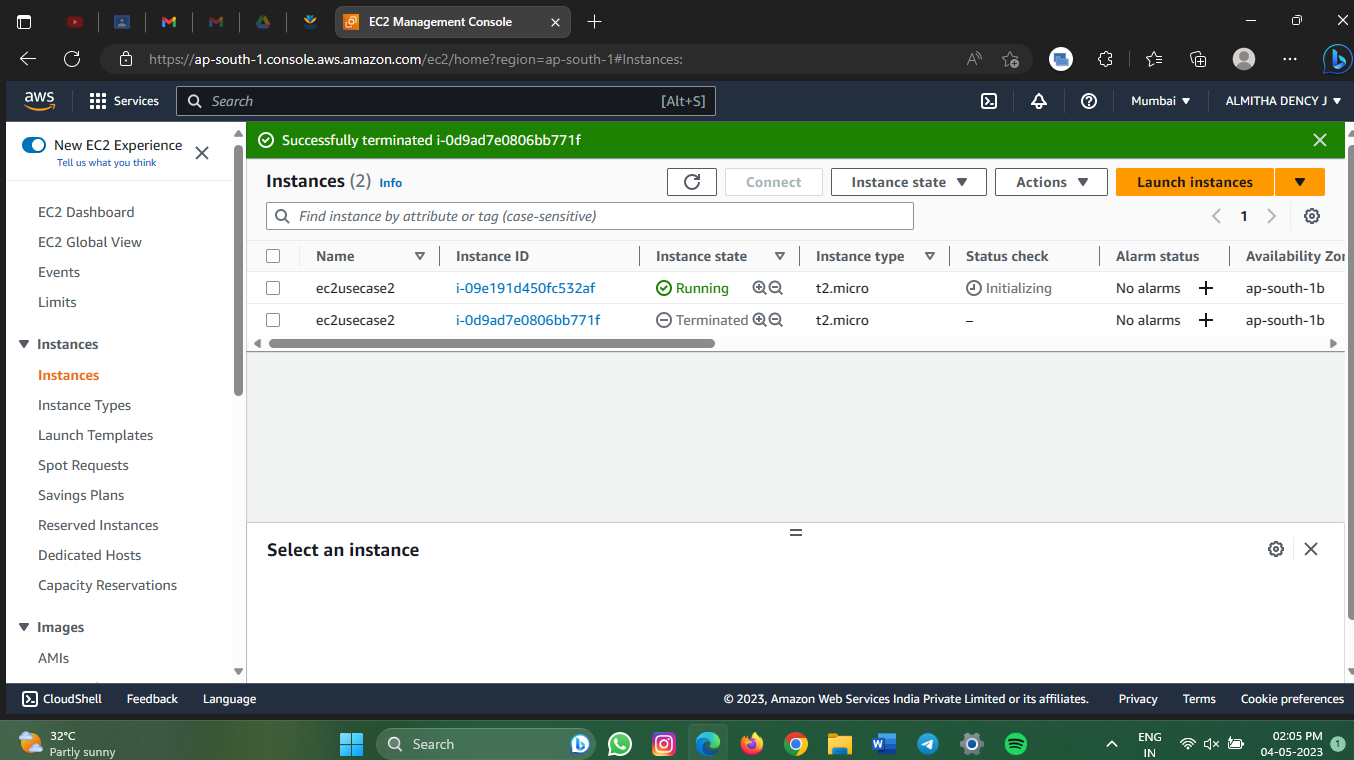 EC2 Management Console
https://ap-south-1.console.aws.amazon.com/ec2/home?region=ap-south-1#Instances:
aws
Services
Search
[Alt+S]
Mumbai
ALMITHA DENCY J
New EC2 Experience
Tell us what you think
Successfully terminated i-0d9ad7e0806bb771f
Instances (2) Info
Connect
Instance state
Actions
Launch instances
Find instance by attribute or tag (case-sensitive)
1
Name Instance ID Instance state Instance type Status check Alarm status Availability Zor
ec2usecase2 i-09e191d450fc532af Running t2.micro Initializing No alarms + ap-south-1b
ec2usecase2 i-0d9ad7e0806bb771f Terminated t2.micro – No alarms + ap-south-1b
EC2 Dashboard
EC2 Global View
Events
Limits
Instances
Instances
Instance Types
Launch Templates
Spot Requests
Savings Plans
Reserved Instances
Dedicated Hosts
Capacity Reservations
Images
AMIs
Select an instance
CloudShell Feedback Language
© 2023, Amazon Web Services India Private Limited or its affiliates. Privacy Terms Cookie preferences
32°C
Partly sunny
Search
ENG
IN
02:05 PM
04-05-2023
1